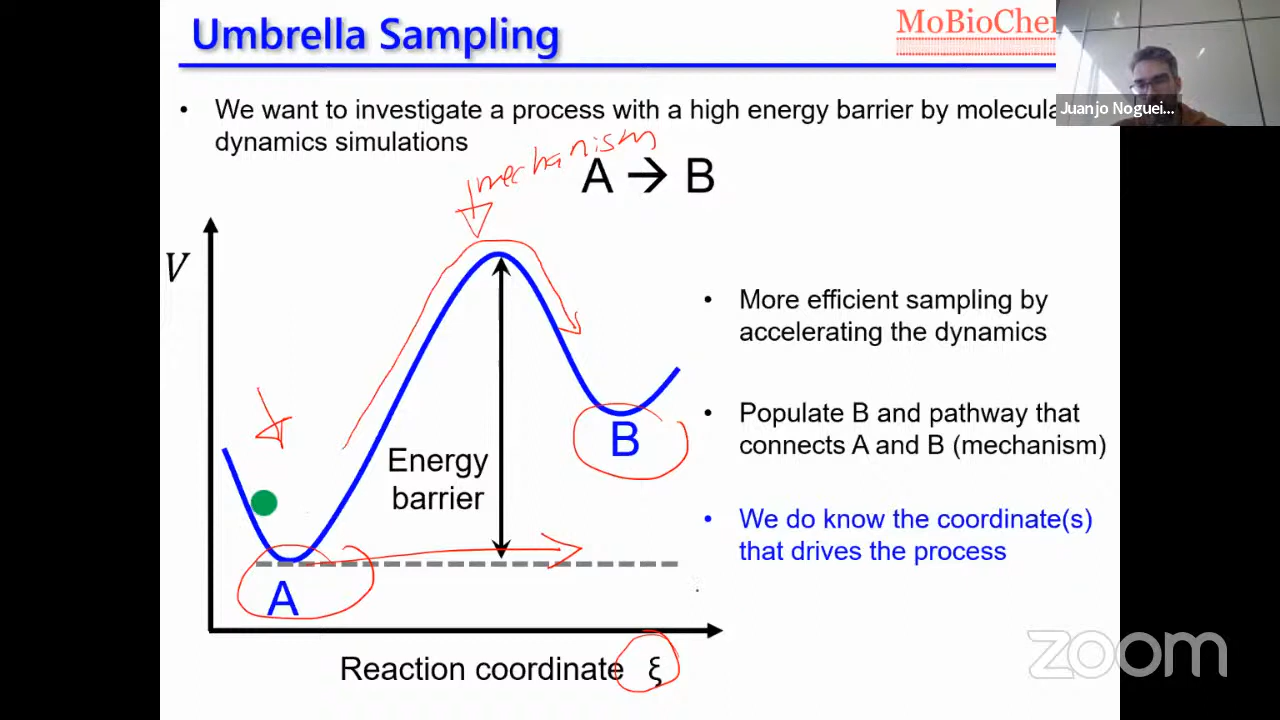 Umbrella Sampling
MoBioChe
Juanjo Noguei...
• We want to investigate a process with a high energy barrier by molecula
dynamics simulations
mechanism
A → B
V
• More efficient sampling by
accelerating the dynamics
• Populate B and pathway that
connects A and B (mechanism)
B
Energy
barrier
• We do know the coordinate(s)
that drives the process
A
Reaction coordinate ξ
zoom